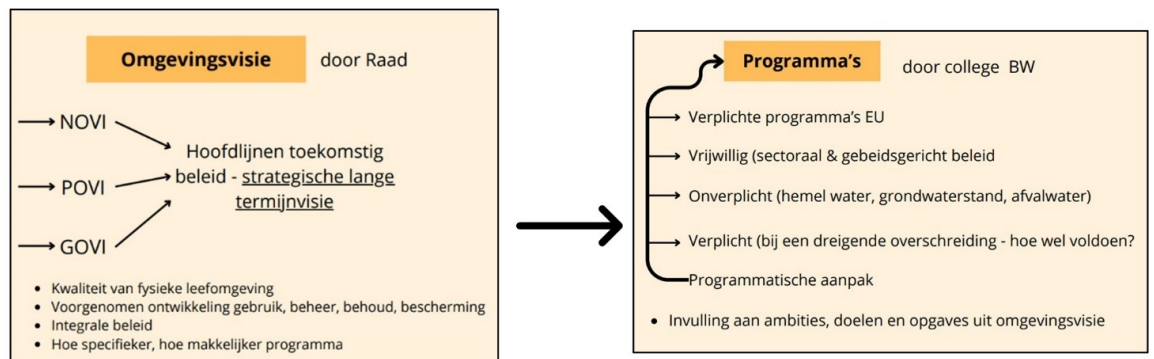 Omgevingsvisie door Raad
NOVI
POVI
GOVI
Hoofdlijnen toekomstig
beleid - strategische lange
termijnvisie
• Kwaliteit van fysieke leefomgeving
• Voorgenomen ontwikkeling gebruik, beheer, behoud, bescherming
• Integrale beleid
• Hoe specifieker, hoe makkelijker programma
Programma's door college BW
Verplichte programma's EU
Vrijwillig (sectoraal & gebeidsgericht beleid
Onverplicht (hemel water, grondwaterstand, afvalwater)
Verplicht (bij een dreigende overschreiding - hoe wel voldoen?
Programmatische aanpak
• Invulling aan ambities, doelen en opgaves uit omgevingsvisie